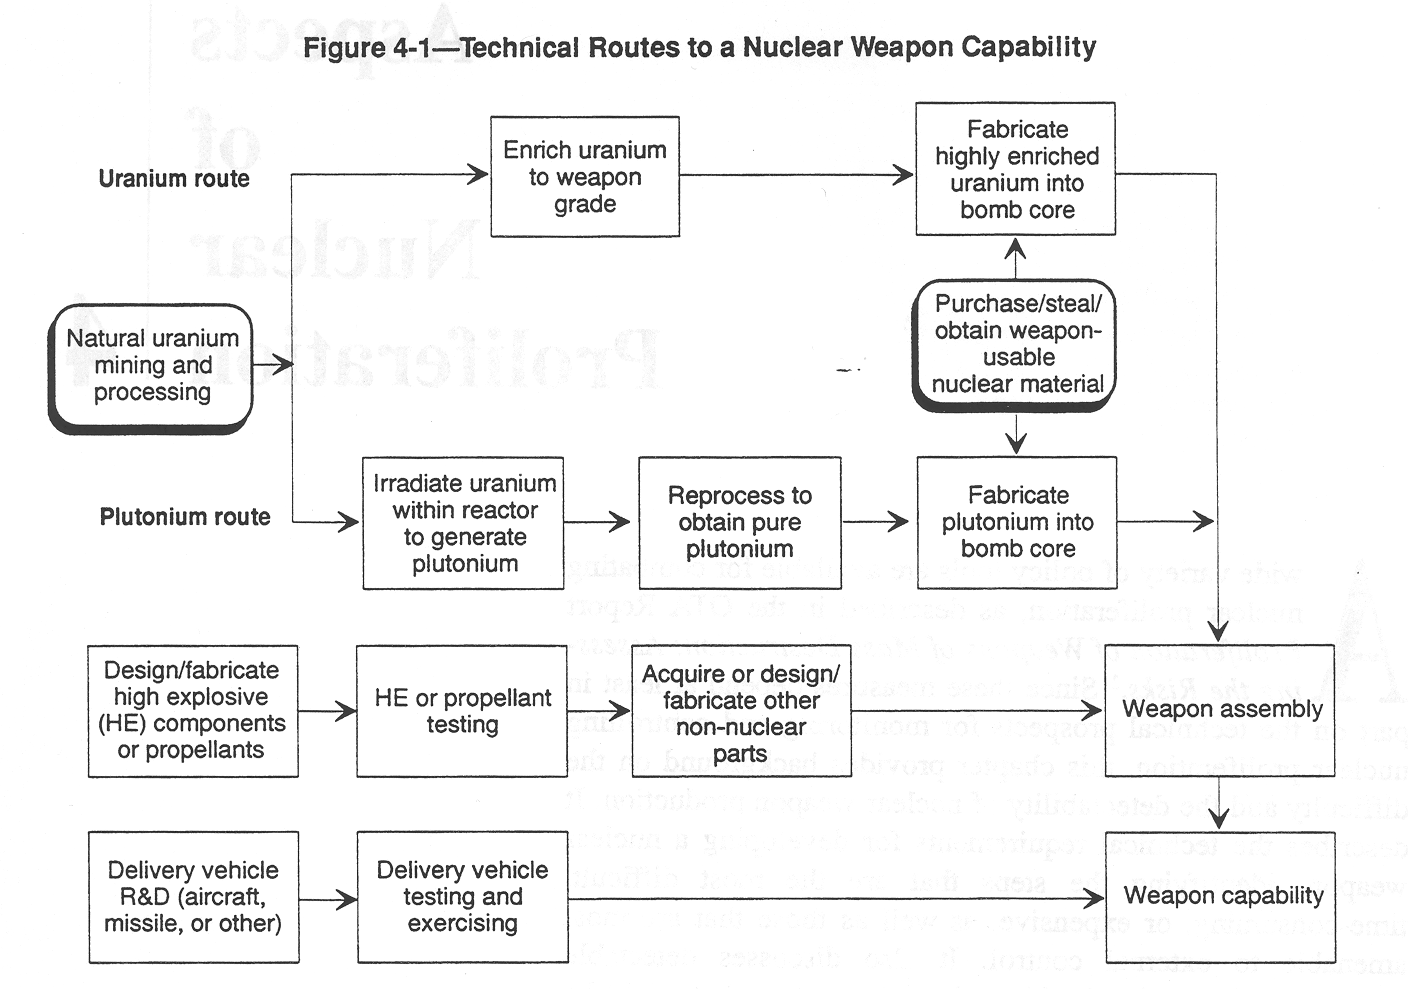 Figure 4-1—Technical Routes to a Nuclear Weapon Capability
Uranium route
Enrich uranium
to weapon
grade
Fabricate
highly enriched
uranium into
bomb core
Natural uranium
mining and
processing
Purchase/steal/
obtain weapon-
usable
nuclear material
Plutonium route
Irradiate uranium
within reactor
to generate
plutonium
Reprocess to
obtain pure
plutonium
Fabricate
plutonium into
bomb core
Design/fabricate
high explosive
(HE) components
or propellants
HE or propellant
testing
Acquire or design/
fabricate other
non-nuclear
parts
Weapon assembly
Delivery vehicle
R&D (aircraft,
missile, or other)
Delivery vehicle
testing and
exercising
Weapon capability